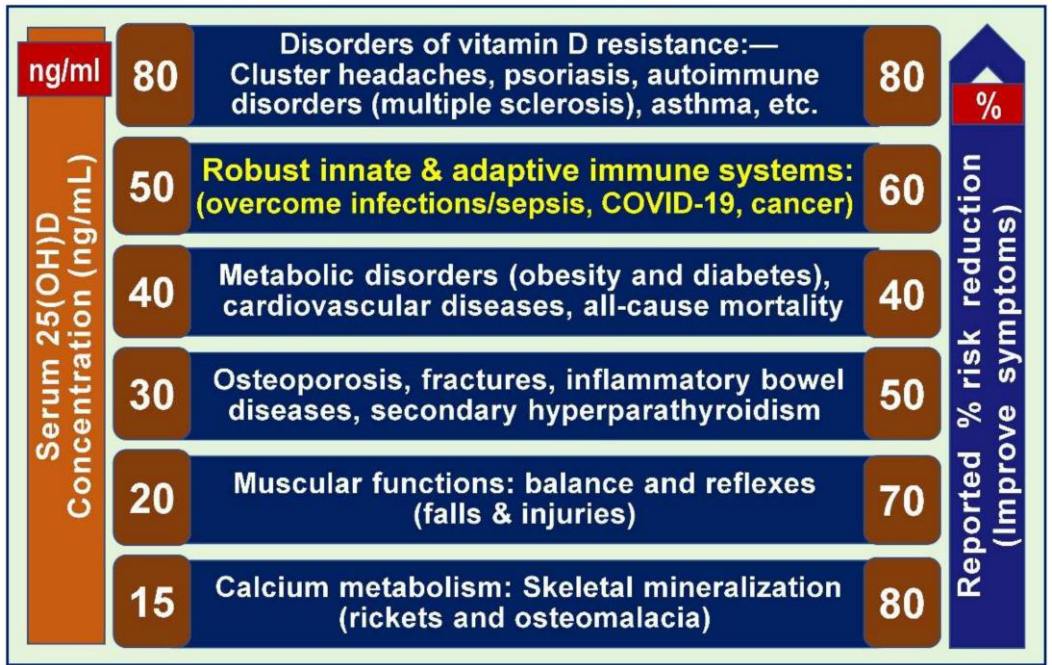 ng/ml
Serum 25(OH)D
Concentration (ng/mL)
80
Disorders of vitamin D resistance:—
Cluster headaches, psoriasis, autoimmune
disorders (multiple sclerosis), asthma, etc.
80
50
Robust innate & adaptive immune systems:
(overcome infections/sepsis, COVID-19, cancer)
60
40
Metabolic disorders (obesity and diabetes),
cardiovascular diseases, all-cause mortality
40
30
Osteoporosis, fractures, inflammatory bowel
diseases, secondary hyperparathyroidism
50
20
Muscular functions: balance and reflexes
(falls & injuries)
70
15
Calcium metabolism: Skeletal mineralization
(rickets and osteomalacia)
80
%
Reported % risk reduction
(Improve symptoms)